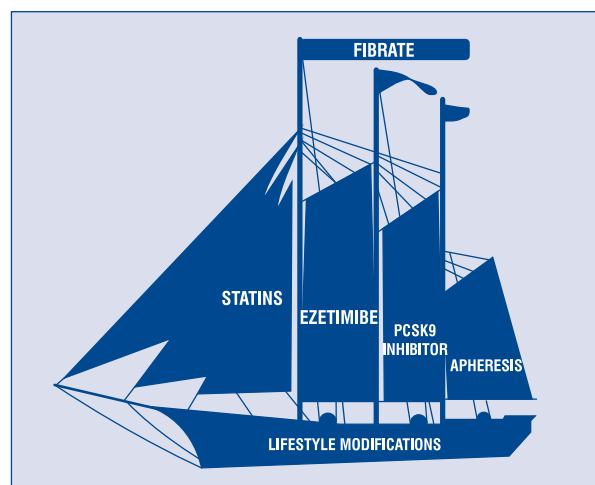 FIBRATE
STATINS
EZETIMIBE
PCSK9
INHIBITOR
APHERESIS
LIFESTYLE MODIFICATIONS